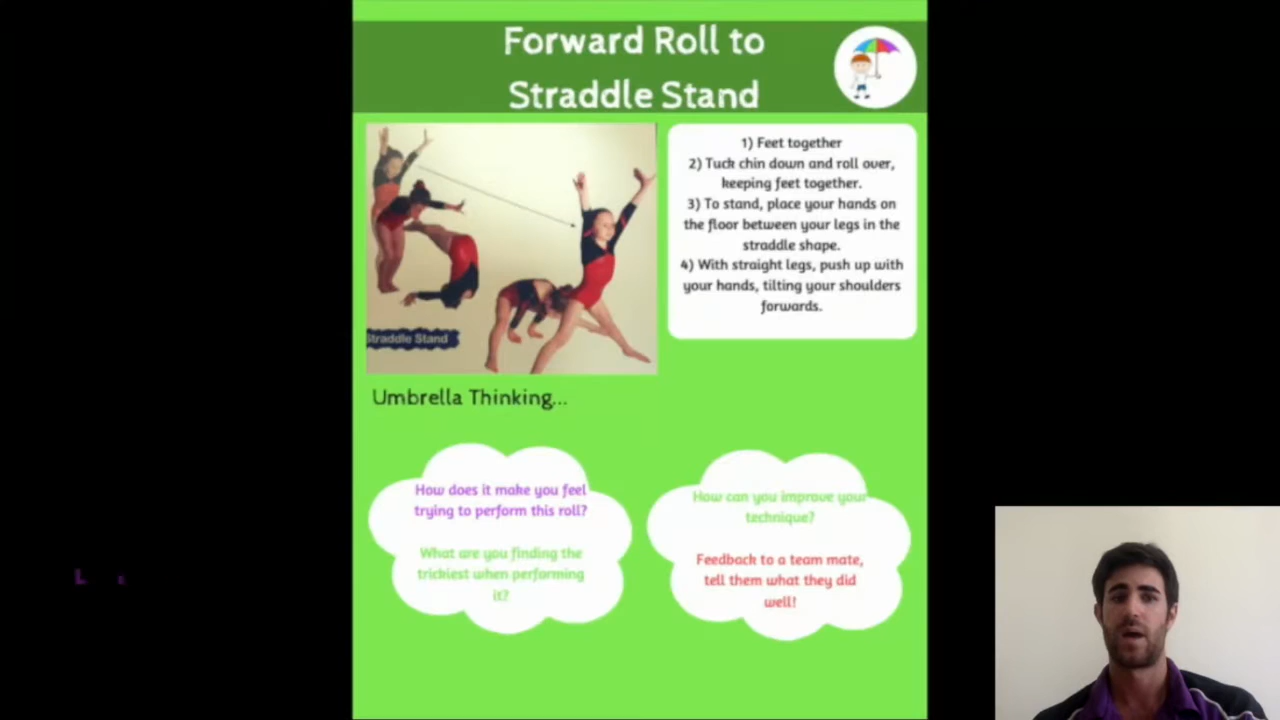 Forward Roll to
Straddle Stand
1) Feet together
2) Tuck chin down and roll over,
keeping feet together.
3) To stand, place your hands on
the floor between your legs in the
straddle shape.
4) With straight legs, push up with
your hands, tilting your shoulders
forwards.
Straddle Stand
Umbrella Thinking...
How does it make you feel
trying to perform this roll?
What are you finding the
trickiest when performing
it?
How can you improve your
technique?
Feedback to a team mate,
tell them what they did
well!